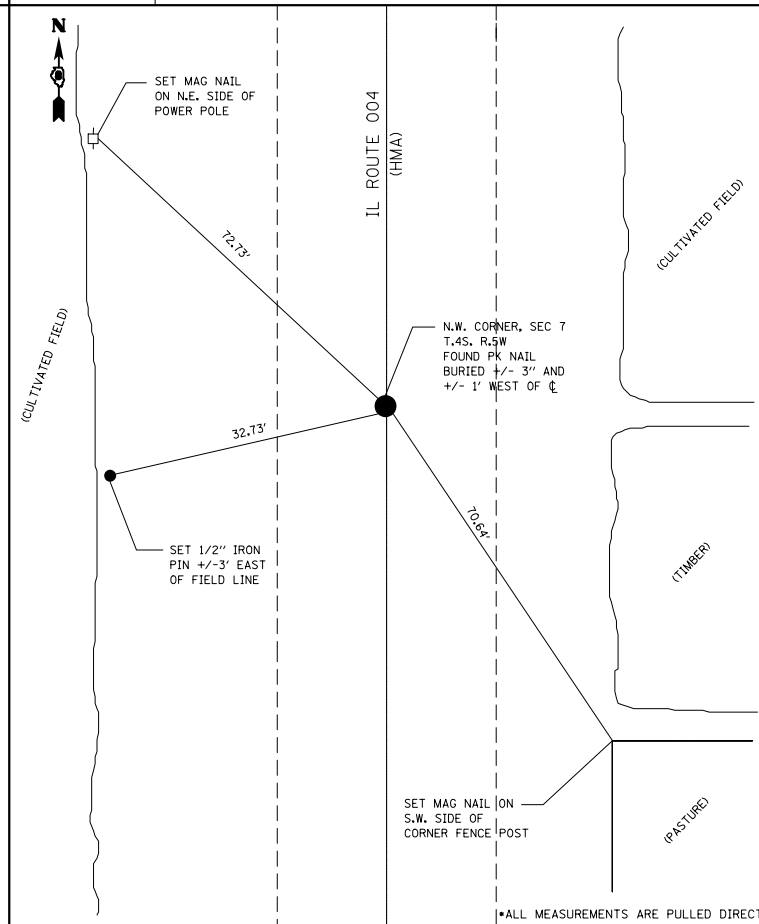 N
SET MAG NAIL
ON N.E. SIDE OF
POWER POLE
IL ROUTE 004
(HMA)
(CULTIVATED FIELD)
72.73'
(CULTIVATED FIELD)
N.W. CORNER, SEC 7
T.4S. R.5W
FOUND PK NAIL
BURIED +/- 3" AND
+/- 1' WEST OF ℄
32.73'
70.64'
SET 1/2" IRON
PIN +/-3' EAST
OF FIELD LINE
(TIMBER)
SET MAG NAIL ON
S.W. SIDE OF
CORNER FENCE POST
(PASTURE)
*ALL MEASUREMENTS ARE PULLED DIRECT